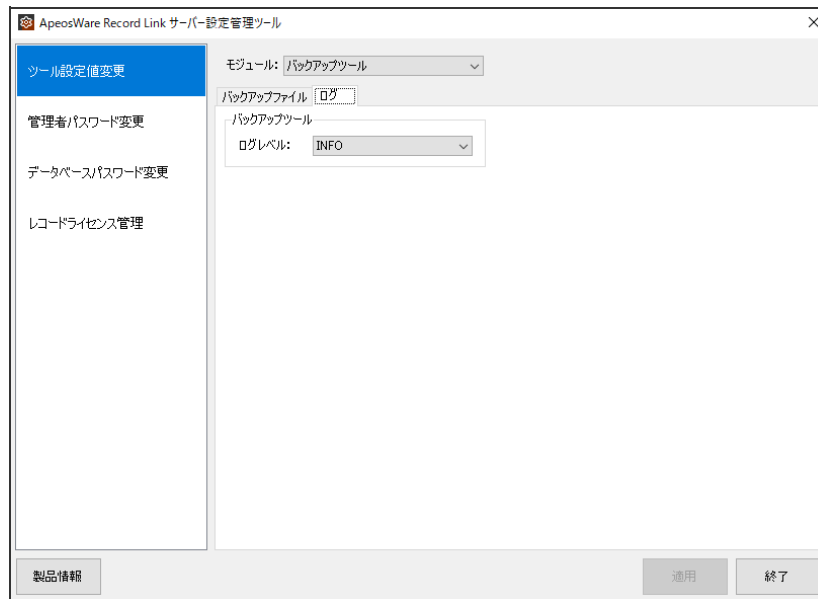 ApeosWare Record Link サーバー設定管理ツール
ツール設定値変更
管理者パスワード変更
データベースパスワード変更
レコードライセンス管理
モジュール: バックアップツール
バックアップファイル ログ
バックアップツール
ログレベル: INFO
製品情報
適用 終了